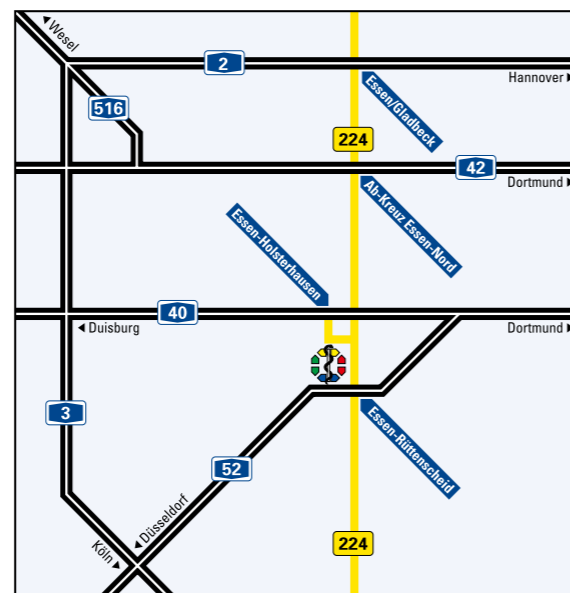 Wesel
2
Hannover
516
Essen/Gladbeck
224
42
Dortmund
Essen-Holsterhausen
Ab-Kreuz Essen-Nord
40
Duisburg
Dortmund
3
52
Essen-Rüttenscheid
Düsseldorf
Köln
224